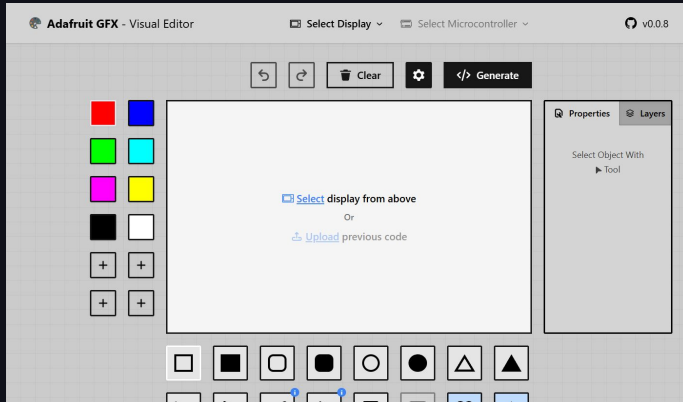 Adafruit GFX - Visual Editor
Select Display
Select Microcontroller
v0.0.8
Clear
</> Generate
Properties
Layers
Select Object With
Tool
Select display from above
Or
Upload previous code